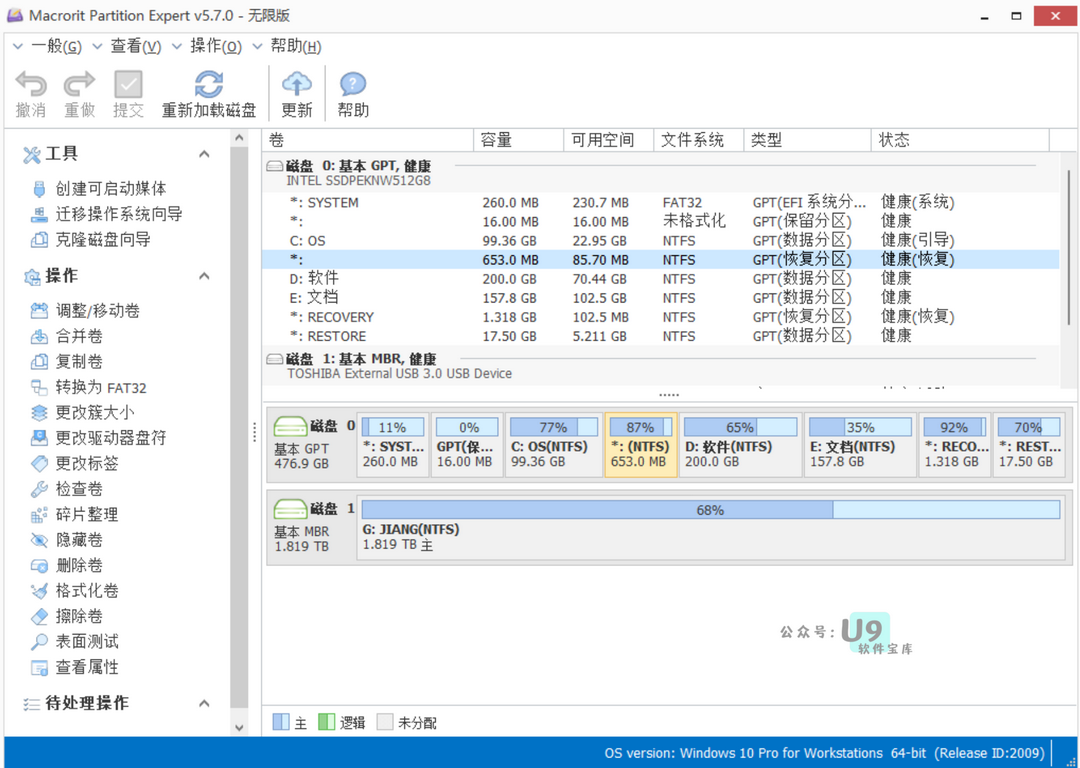 Macrorit Partition Expert v5.7.0 - 无限版
一般(G) 查看(V) 操作(O) 帮助(H)
撤消 重做 提交 重新加载磁盘 更新 帮助
工具
创建可启动媒体
迁移操作系统向导
克隆磁盘向导
操作
调整/移动卷
合并卷
复制卷
转换为 FAT32
更改簇大小
更改驱动器盘符
更改标签
检查卷
碎片整理
隐藏卷
删除卷
格式化卷
擦除卷
表面测试
查看属性
待处理操作
卷 容量 可用空间 文件系统 类型 状态
磁盘 0: 基本 GPT, 健康
INTEL SSDPEKNW512G8
*: SYSTEM 260.0 MB 230.7 MB FAT32 GPT(EFI 系统分... 健康(系统)
*: 16.00 MB 16.00 MB 未格式化 GPT(保留分区) 健康
C: OS 99.36 GB 22.95 GB NTFS GPT(数据分区) 健康(引导)
*: 653.0 MB 85.70 MB NTFS GPT(恢复分区) 健康(恢复)
D: 软件 200.0 GB 70.44 GB NTFS GPT(数据分区) 健康
E: 文档 157.8 GB 102.5 GB NTFS GPT(数据分区) 健康
*: RECOVERY 1.318 GB 102.5 MB NTFS GPT(恢复分区) 健康(恢复)
*: RESTORE 17.50 GB 5.211 GB NTFS GPT(数据分区) 健康
磁盘 1: 基本 MBR, 健康
TOSHIBA External USB 3.0 USB Device
磁盘 0 11% 0% 77% 87% 65% 35% 92% 70%
基本 GPT *: SYST... GPT(保... C: OS(NTFS) *: (NTFS) D: 软件(NTFS) E: 文档(NTFS) *: RECO... *: REST...
476.9 GB 260.0 MB 16.00 MB 99.36 GB 653.0 MB 200.0 GB 157.8 GB 1.318 GB 17.50 GB
磁盘 1 68%
基本 MBR G: JIANG(NTFS)
1.819 TB 1.819 TB 主
公众号: U9
软件宝库
主 逻辑 未分配
OS version: Windows 10 Pro for Workstations 64-bit (Release ID:2009)